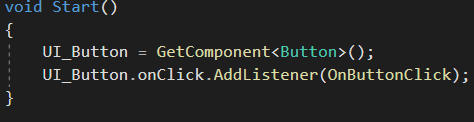 void Start()
{
UI_Button = GetComponent<Button>();
UI_Button.onClick.AddListener(OnButtonClick);
}